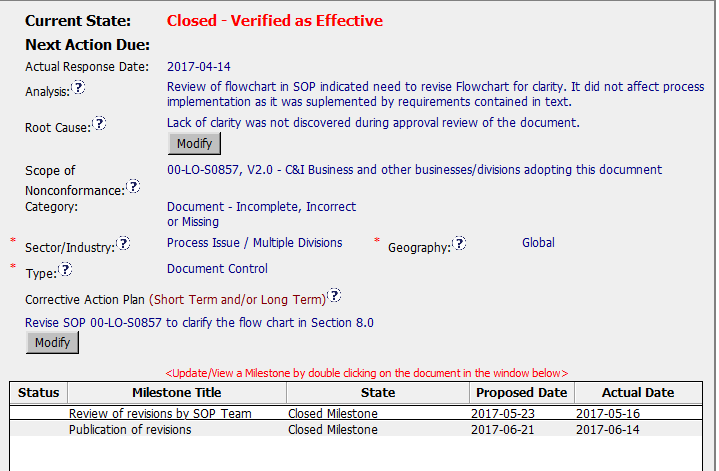 Current State: Closed - Verified as Effective
Next Action Due:
Actual Response Date: 2017-04-14
Analysis:? Review of flowchart in SOP indicated need to revise Flowchart for clarity. It did not affect process
implementation as it was suplemented by requirements contained in text.
Root Cause:? Lack of clarity was not discovered during approval review of the document.
Modify
Scope of 00-LO-S0857, V2.0 - C&I Business and other businesses/divisions adopting this documnent
Nonconformance:?
Category: Document - Incomplete, Incorrect
or Missing
* Sector/Industry:? Process Issue / Multiple Divisions * Geography:? Global
* Type:? Document Control
Corrective Action Plan (Short Term and/or Long Term)?
Revise SOP 00-LO-S0857 to clarify the flow chart in Section 8.0
Modify
<Update/View a Milestone by double clicking on the document in the window below>
Status Milestone Title State Proposed Date Actual Date
Review of revisions by SOP Team Closed Milestone 2017-05-23 2017-05-16
Publication of revisions Closed Milestone 2017-06-21 2017-06-14